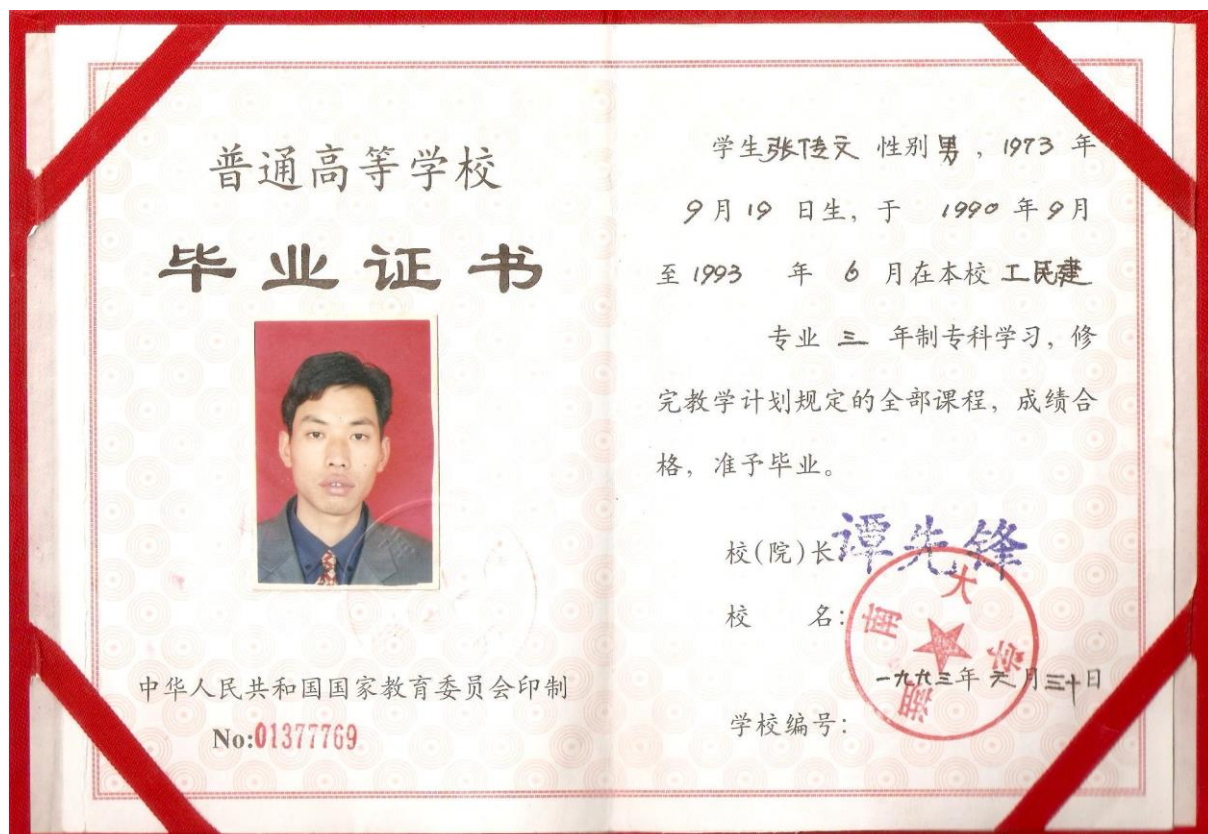 普通高等学校
毕业证书
中华人民共和国国家教育委员会印制
No:01377769
学生张传文 性别男，1973 年
9月19 日生，于 1990 年9月
至1993 年 6 月在本校 工民建
专业 三 年制专科学习，修
完教学计划规定的全部课程，成绩合
格，准予毕业。
校(院)长谭先锋
校 名：
湖南大学
一九九三年六月三十日
学校编号：